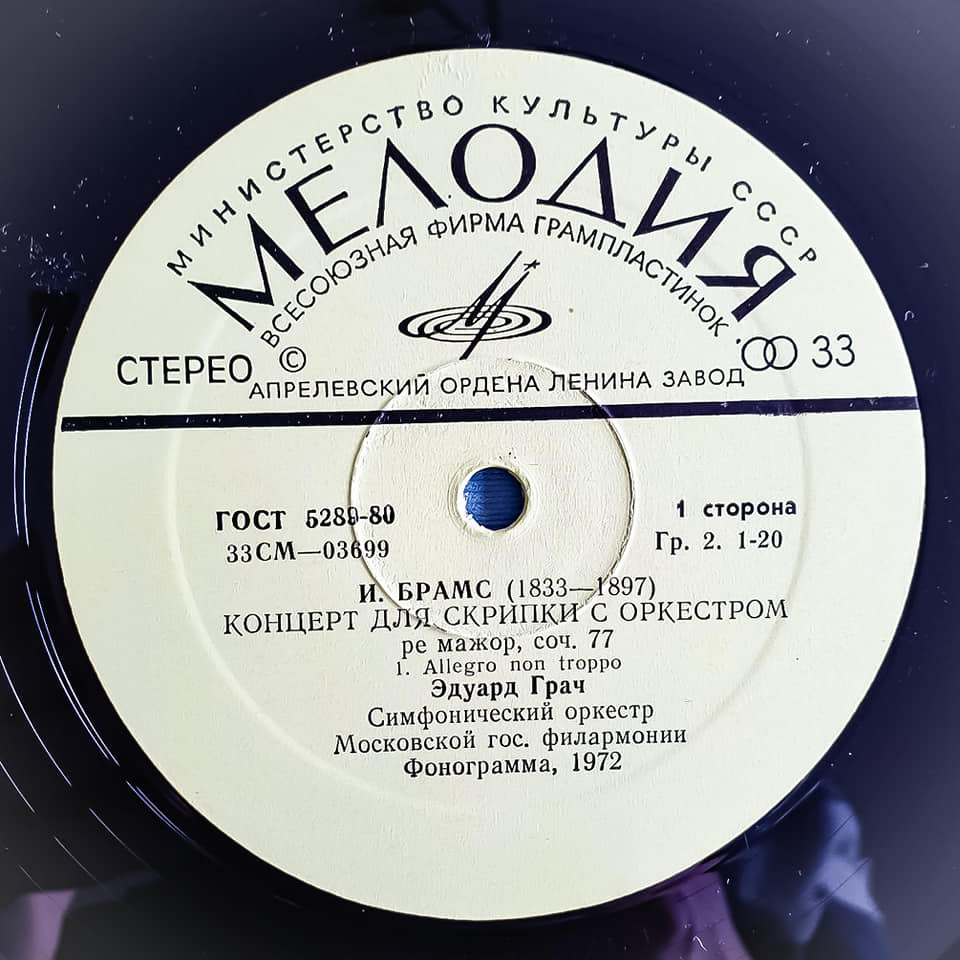 МИНИСТЕРСТВО КУЛЬТУРЫ СССР
МЕЛОДИЯ
ВСЕСОЮЗНАЯ ФИРМА ГРАМПЛАСТИНОК
СТЕРЕО © 33
АПРЕЛЕВСКИЙ ОРДЕНА ЛЕНИНА ЗАВОД
ГОСТ 5289-80
1 сторона
33СМ—03699
Гр. 2. 1-20
И. БРАМС (1833—1897)
КОНЦЕРТ ДЛЯ СКРИПКИ С ОРКЕСТРОМ
ре мажор, соч. 77
1. Allegro non troppo
Эдуард Грач
Симфонический оркестр
Московской гос. филармонии
Фонограмма, 1972